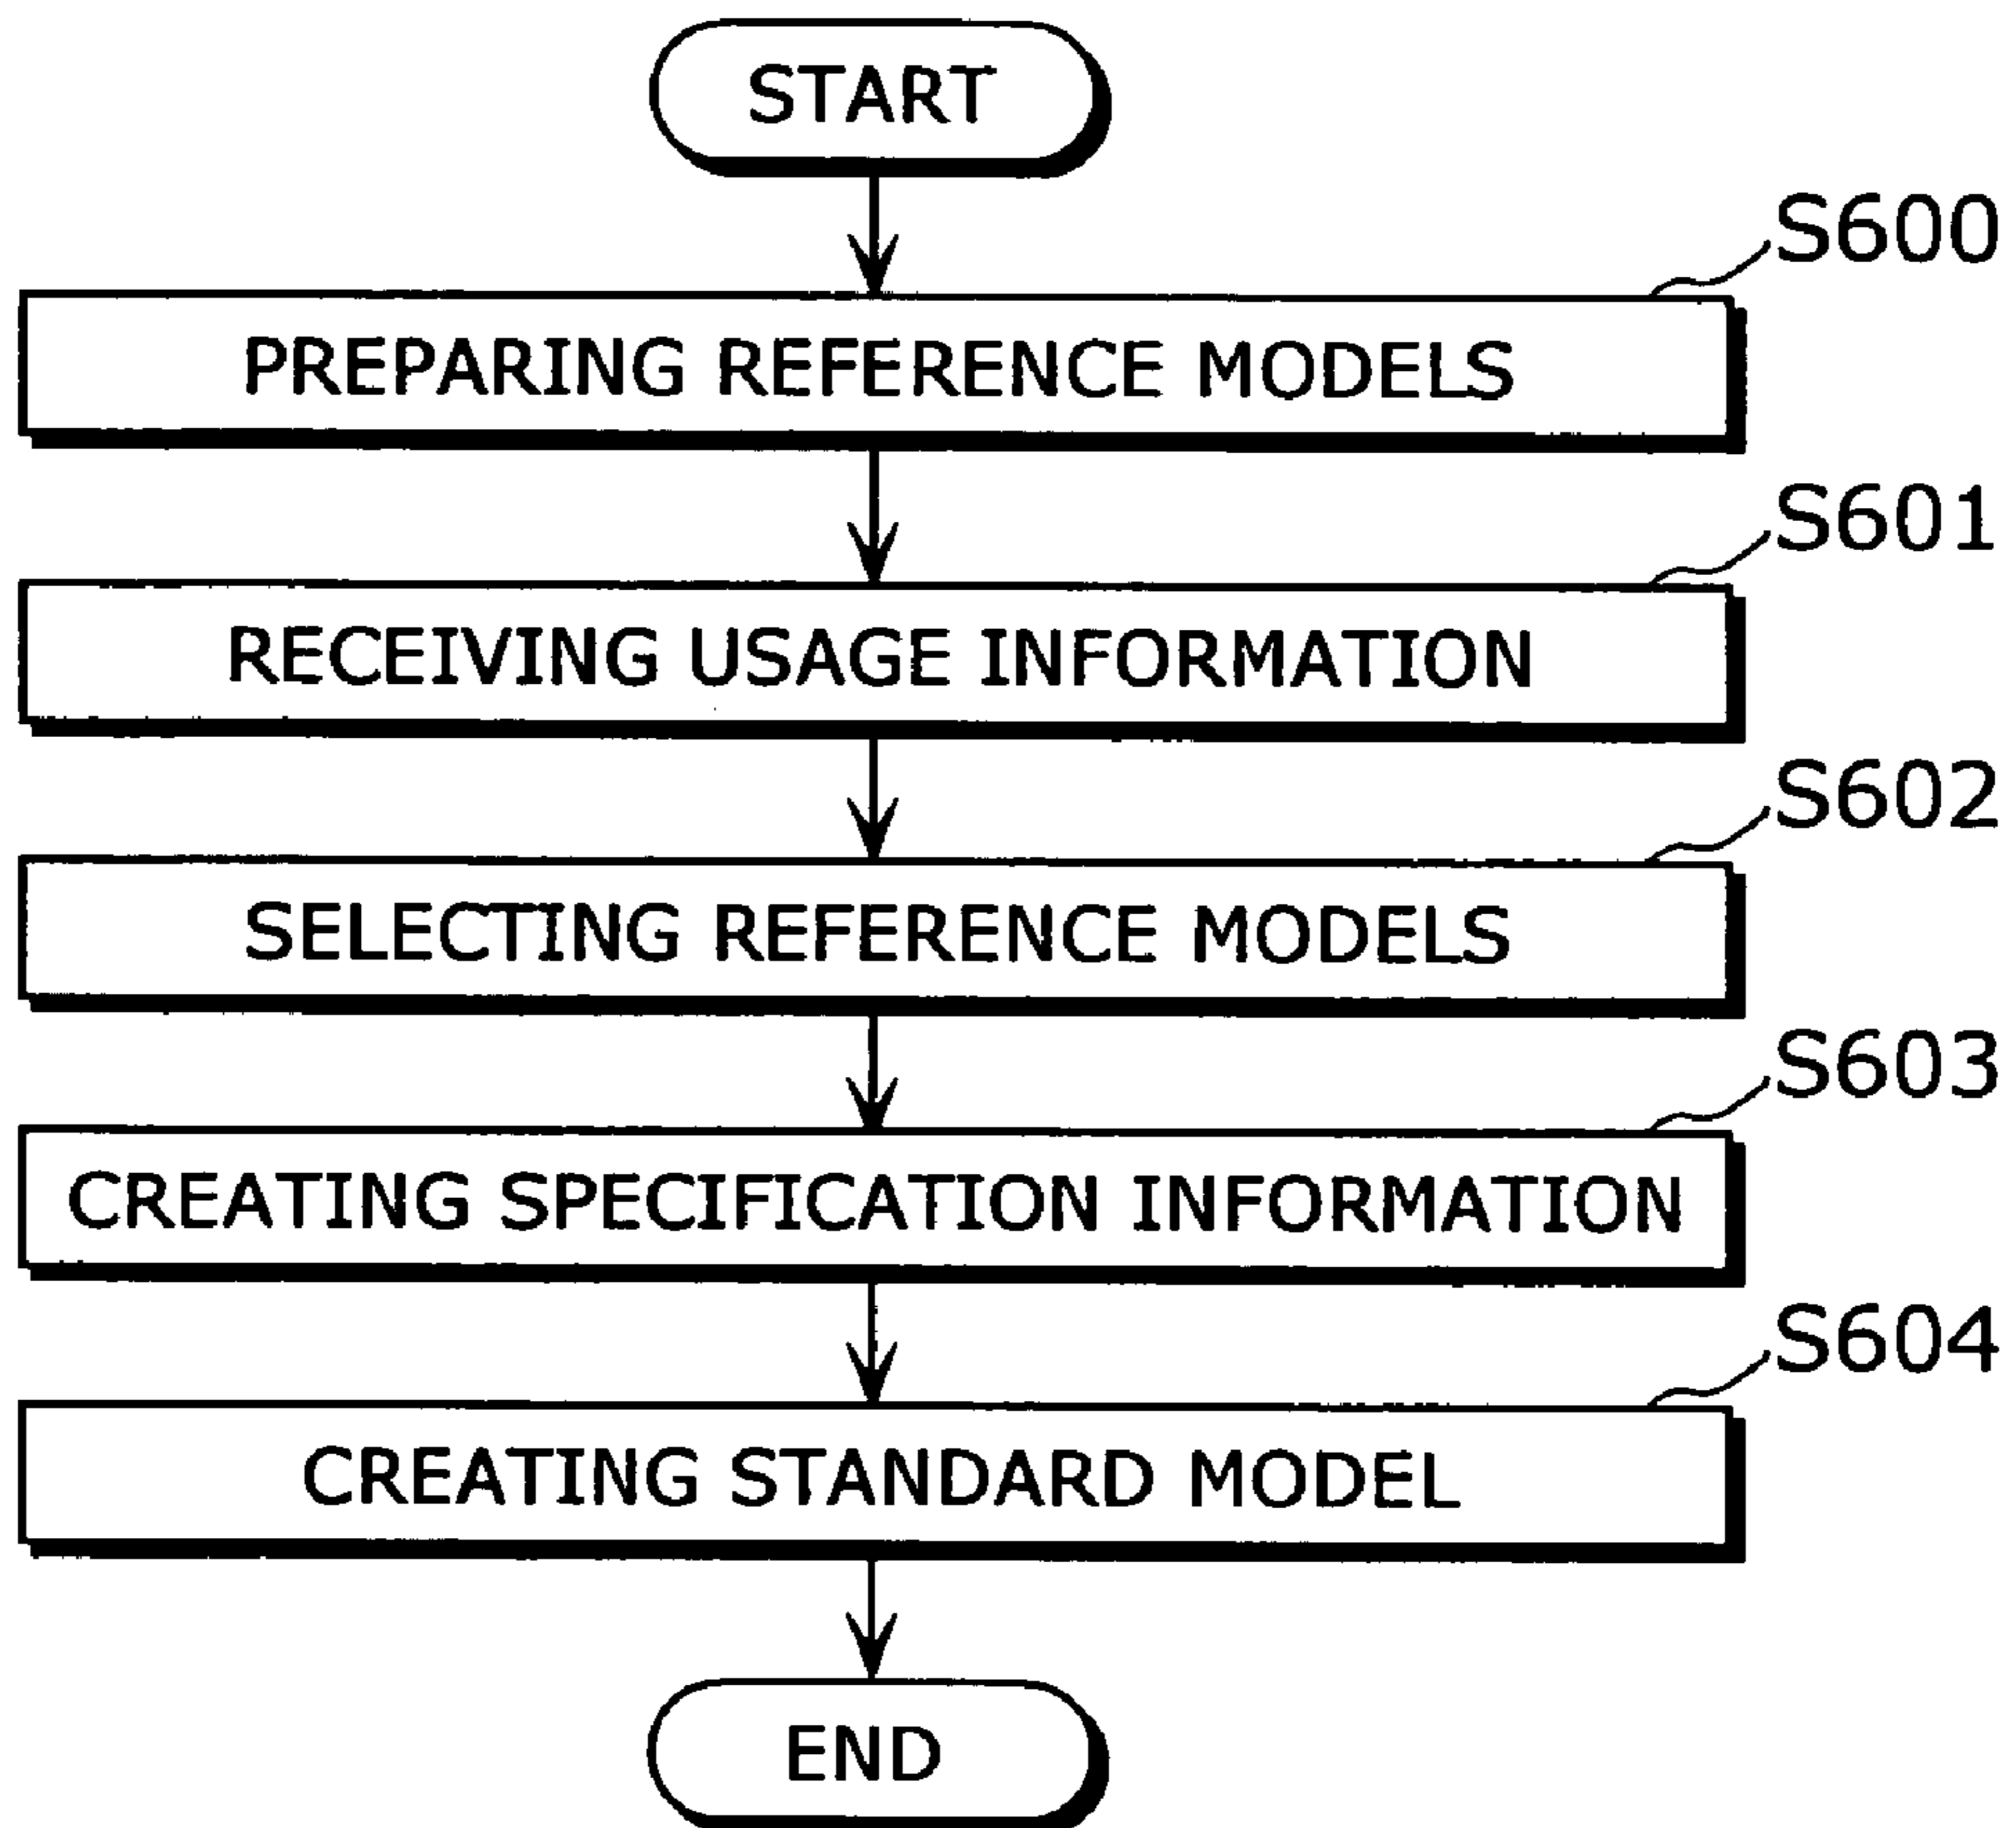 START
S600
PREPARING REFERENCE MODELS
S601
RECEIVING USAGE INFORMATION
S602
SELECTING REFERENCE MODELS
S603
CREATING SPECIFICATION INFORMATION
S604
CREATING STANDARD MODEL
END